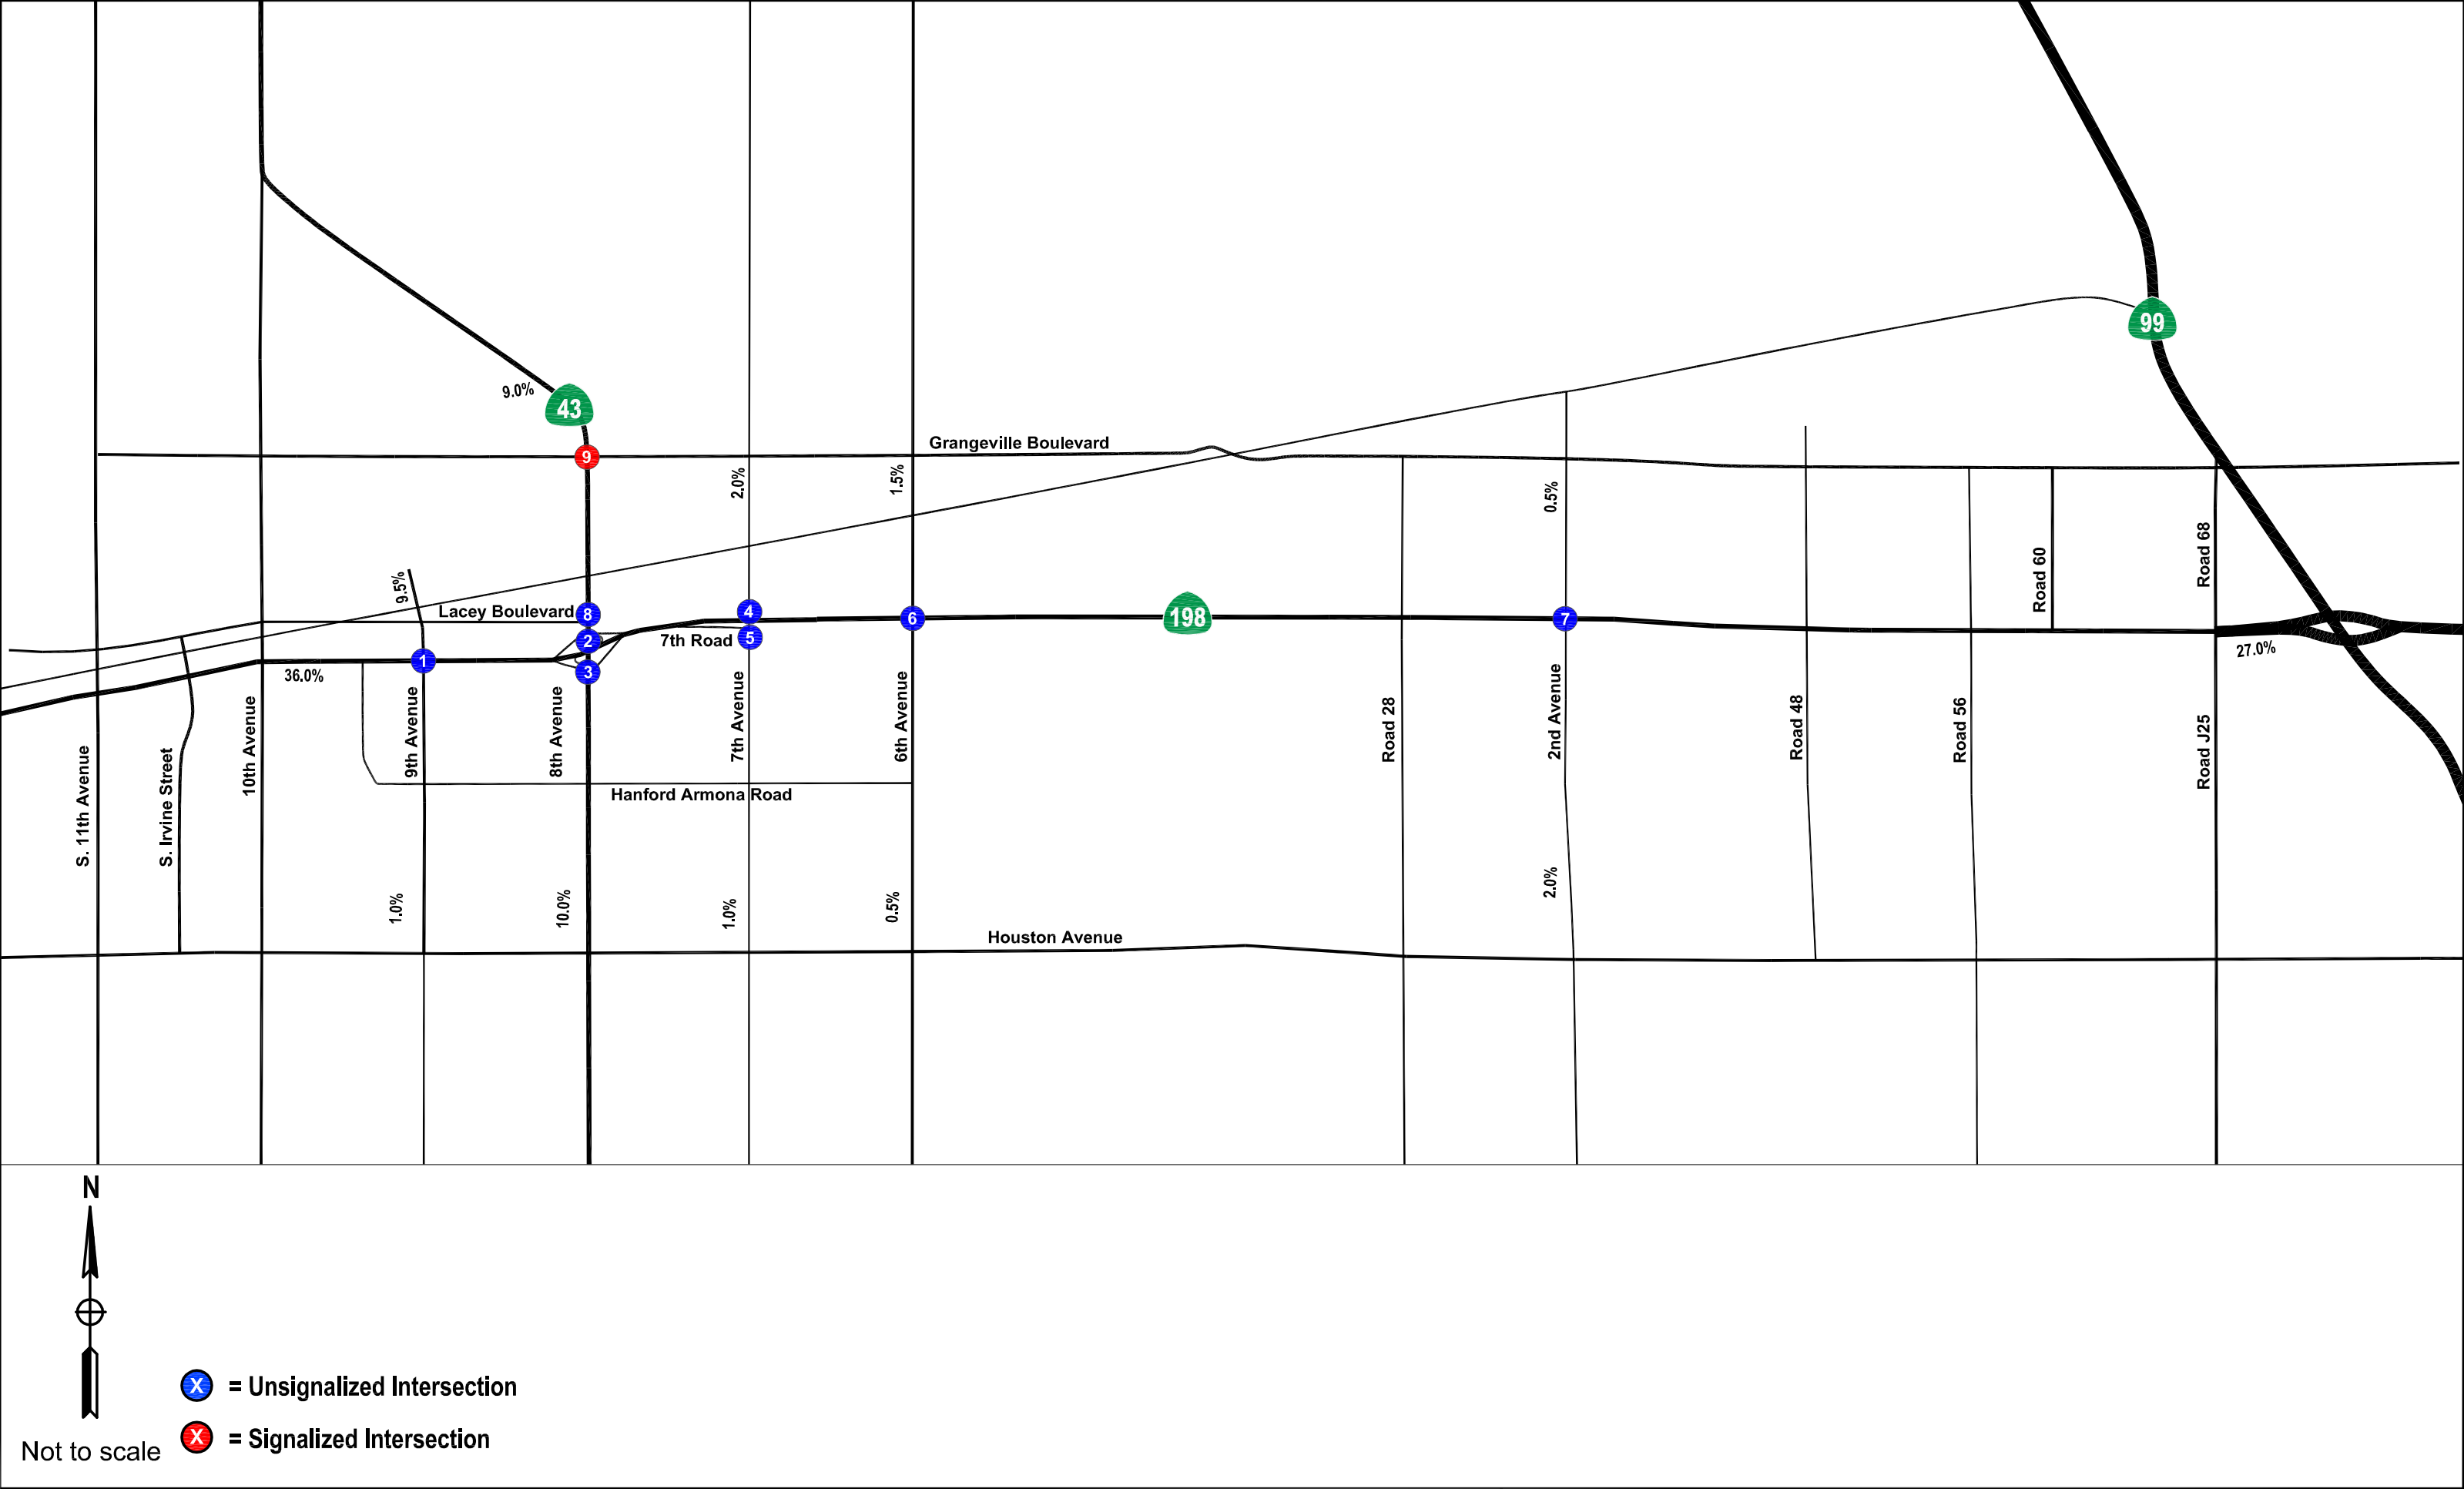 99
43
9.0%
9
Grangeville Boulevard
2.0%
1.5%
0.5%
Road 60
Road 68
9.5%
Lacey Boulevard
8
4
198
6
7
2
7th Road
5
1
3
36.0%
27.0%
S. 11th Avenue
S. Irvine Street
10th Avenue
9th Avenue
8th Avenue
7th Avenue
6th Avenue
Road 28
2nd Avenue
Road 48
Road 56
Road J25
Hanford Armona Road
1.0%
10.0%
1.0%
0.5%
2.0%
Houston Avenue
N
X = Unsignalized Intersection
X = Signalized Intersection
Not to scale